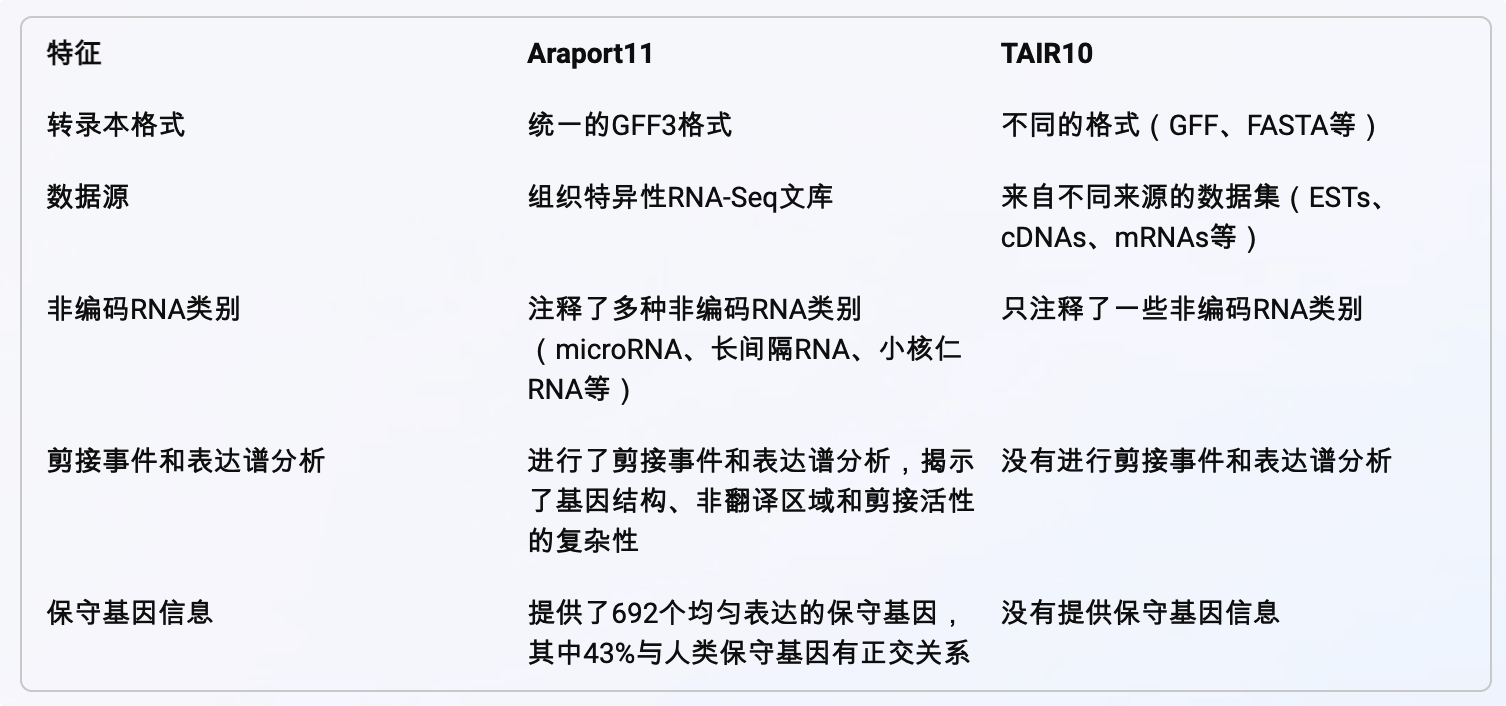 特征 Araport11 TAIR10
转录本格式 统一的GFF3格式 不同的格式（GFF、FASTA等）
数据源 组织特异性RNA-Seq文库 来自不同来源的数据集（ESTs、
cDNAs、mRNAs等）
非编码RNA类别 注释了多种非编码RNA类别 只注释了一些非编码RNA类别
（microRNA、长间隔RNA、小核仁
RNA等）
剪接事件和表达谱分析 进行了剪接事件和表达谱分析，揭示 没有进行剪接事件和表达谱分析
了基因结构、非翻译区域和剪接活性
的复杂性
保守基因信息 提供了692个均匀表达的保守基因， 没有提供保守基因信息
其中43%与人类保守基因有正交关系